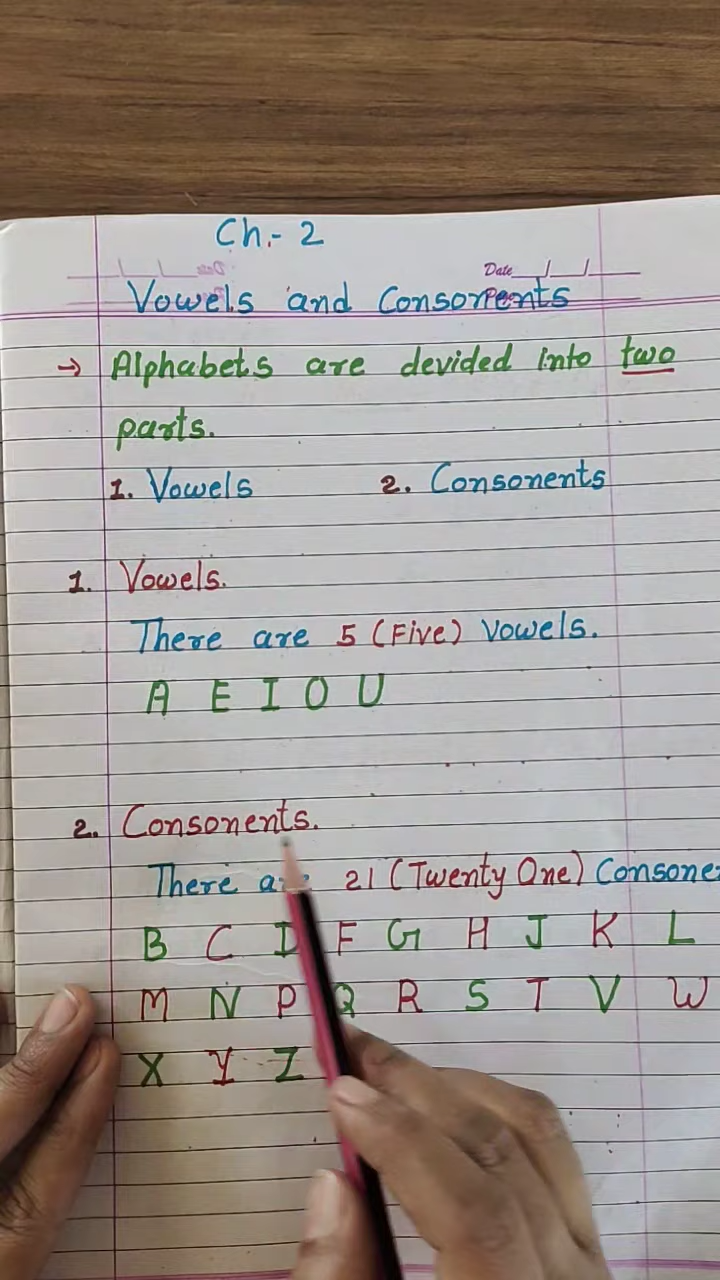 Ch.- 2
Date
Vowels and Consonents
→ Alphabets are devided into two
parts.
1. Vowels 2. Consonents
1. Vowels.
There are 5 (Five) Vowels.
A E I O U
2. Consonents.
There 21 (Twenty One)
B C D F G H J K L
M N P Q R S T V W
X Y Z